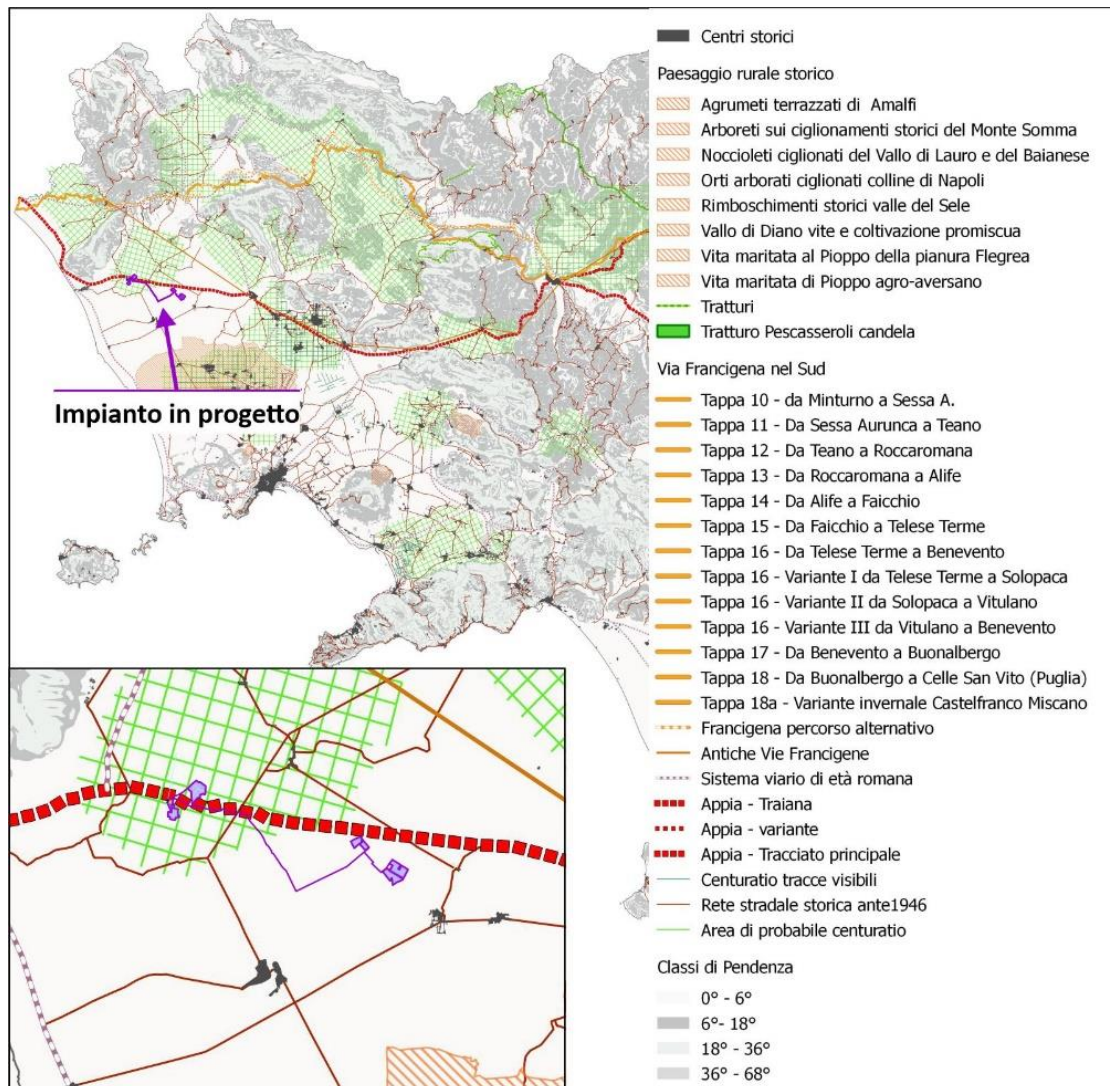 Impianto in progetto
Centri storici
Paesaggio rurale storico
Agrumeti terrazzati di Amalfi
Arboreti sui ciglionamenti storici del Monte Somma
Noccioleti ciglionati del Vallo di Lauro e del Baianese
Orti arborati ciglionati colline di Napoli
Rimboschimenti storici valle del Sele
Vallo di Diano vite e coltivazione promiscua
Vita maritata al Pioppo della pianura Flegrea
Vita maritata di Pioppo agro-aversano
Tratturi
Tratturo Pescasseroli candela
Via Francigena nel Sud
Tappa 10 - da Minturno a Sessa A.
Tappa 11 - Da Sessa Aurunca a Teano
Tappa 12 - Da Teano a Roccaromana
Tappa 13 - Da Roccaromana a Alife
Tappa 14 - Da Alife a Faicchio
Tappa 15 - Da Faicchio a Telese Terme
Tappa 16 - Da Telese Terme a Benevento
Tappa 16 - Variante I da Telese Terme a Solopaca
Tappa 16 - Variante II da Solopaca a Vitulano
Tappa 16 - Variante III da Vitulano a Benevento
Tappa 17 - Da Benevento a Buonalbergo
Tappa 18 - Da Buonalbergo a Celle San Vito (Puglia)
Tappa 18a - Variante invernale Castelfranco Miscano
Francigena percorso alternativo
Antiche Vie Francigene
Sistema viario di età romana
Appia - Traiana
Appia - variante
Appia - Tracciato principale
Centuratio tracce visibili
Rete stradale storica ante1946
Area di probabile centuratio
Classi di Pendenza
0° - 6°
6°- 18°
18° - 36°
36° - 68°